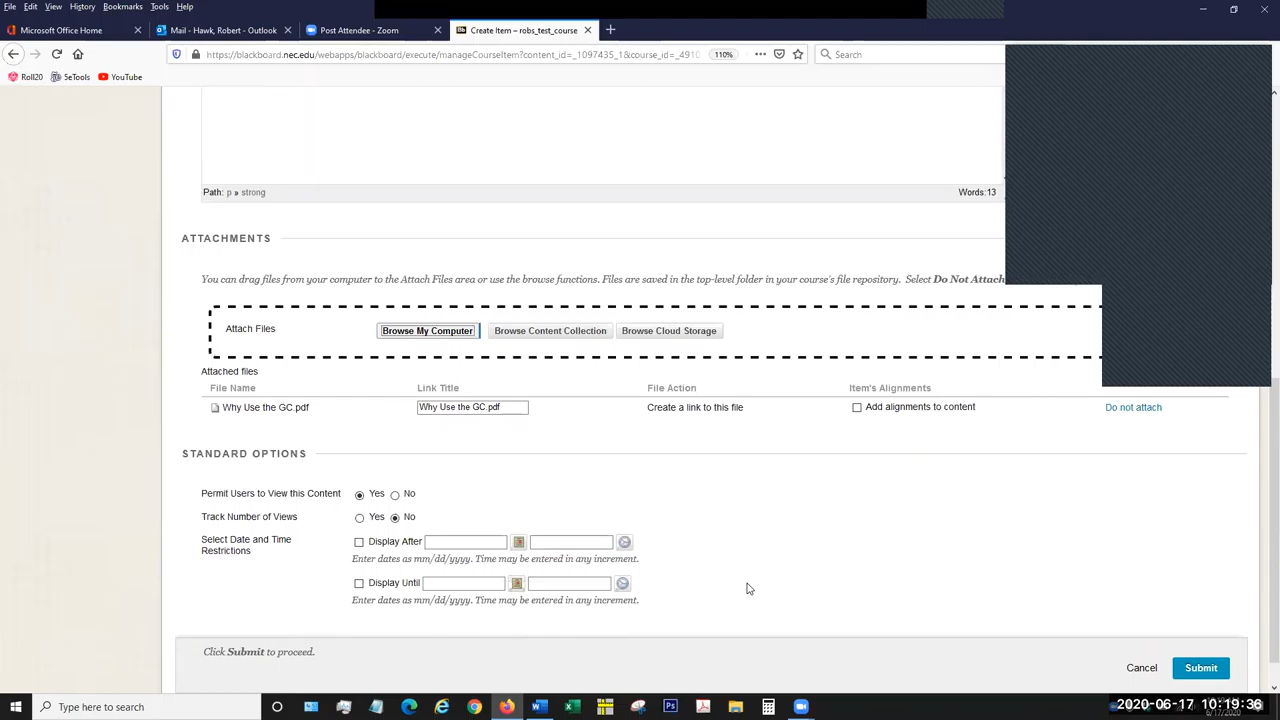 File Edit View History Bookmarks Tools Help
Microsoft Office Home
Mail - Hawk, Robert - Outlook
Post Attendee - Zoom
Create Item – robs_test_course
https://blackboard.nec.edu/webapps/blackboard/execute/manageCourseItem?content_id=_1097435_1&course_id=_4910
110%
Search
Roll20 5eTools YouTube
Path: p » strong
Words:13
ATTACHMENTS
You can drag files from your computer to the Attach Files area or use the browse functions. Files are saved in the top-level folder in your course's file repository. Select Do Not Attach
Attach Files
Browse My Computer Browse Content Collection Browse Cloud Storage
Attached files
File Name Link Title File Action Item's Alignments
Why Use the GC.pdf Why Use the GC.pdf Create a link to this file Add alignments to content Do not attach
STANDARD OPTIONS
Permit Users to View this Content Yes No
Track Number of Views Yes No
Select Date and Time
Restrictions
Display After
Enter dates as mm/dd/yyyy. Time may be entered in any increment.
Display Until
Enter dates as mm/dd/yyyy. Time may be entered in any increment.
Click Submit to proceed.
Cancel Submit
Type here to search
2020-06-17 10:19:36